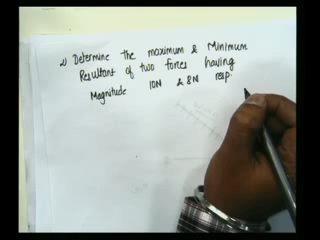 2) Determine the maximum & Minimum
Resultant of two forces having
Magnitude 10N & 8N resp.